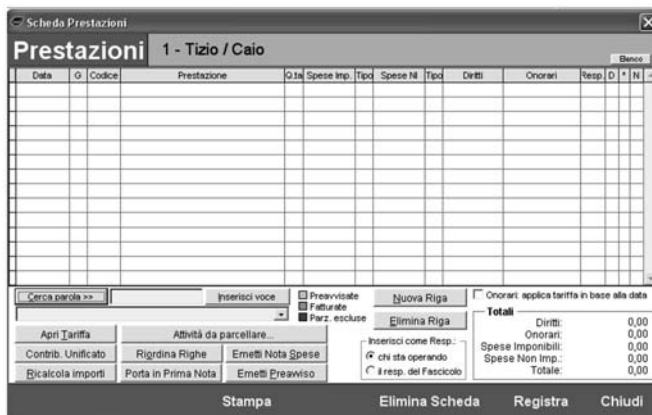 Scheda Prestazioni
Prestazioni 1 - Tizio / Caio
Elenco
Data G Codice Prestazione Q.ta Spese Imp. Tipo Spese NI Tipo Diritti Onorari Resp. D * N
Cerca parola >> Inserisci voce
Preavvisate
Fatturate
Parz. escluse
Nuova Riga
Elimina Riga
Onorari: applica tariffa in base alla data
Apri Tariffa Attività da parcellare...
Contrib. Unificato Riordina Righe Emetti Nota Spese
Ricalcola importi Porta in Prima Nota Emetti Preavviso
Inserisci come Resp.:
chi sta operando
il resp. del Fascicolo
Totali
Diritti: 0,00
Onorari: 0,00
Spese Imponibili: 0,00
Spese Non Imp.: 0,00
Totale: 0,00
Stampa Elimina Scheda Registra Chiudi